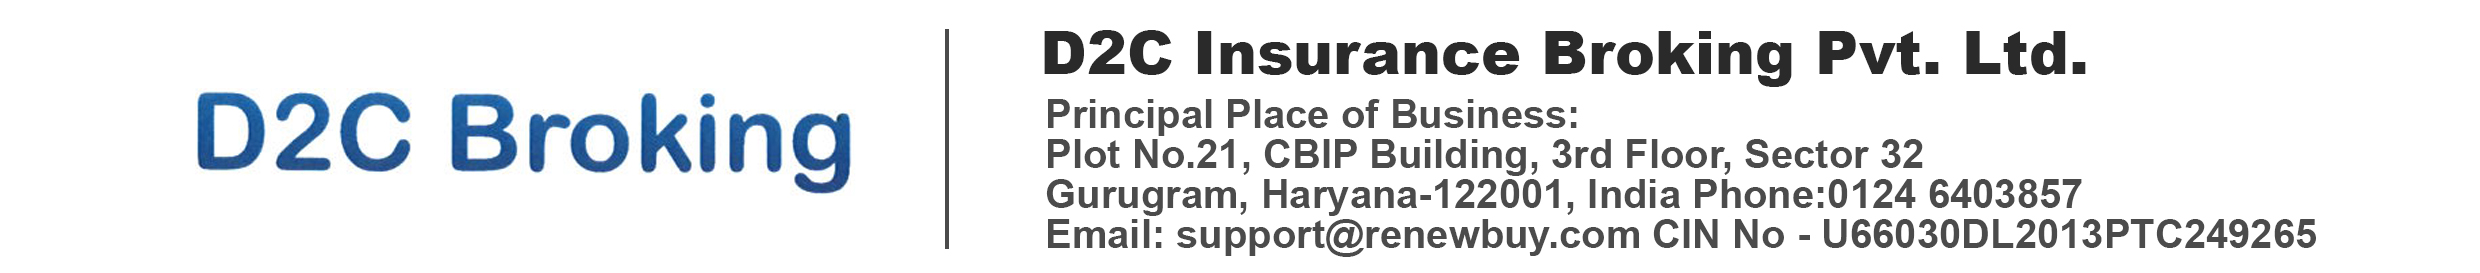 D2C Broking
D2C Insurance Broking Pvt. Ltd.
Principal Place of Business:
Plot No.21, CBIP Building, 3rd Floor, Sector 32
Gurugram, Haryana-122001, India Phone:0124 6403857
Email: support@renewbuy.com CIN No - U66030DL2013PTC249265